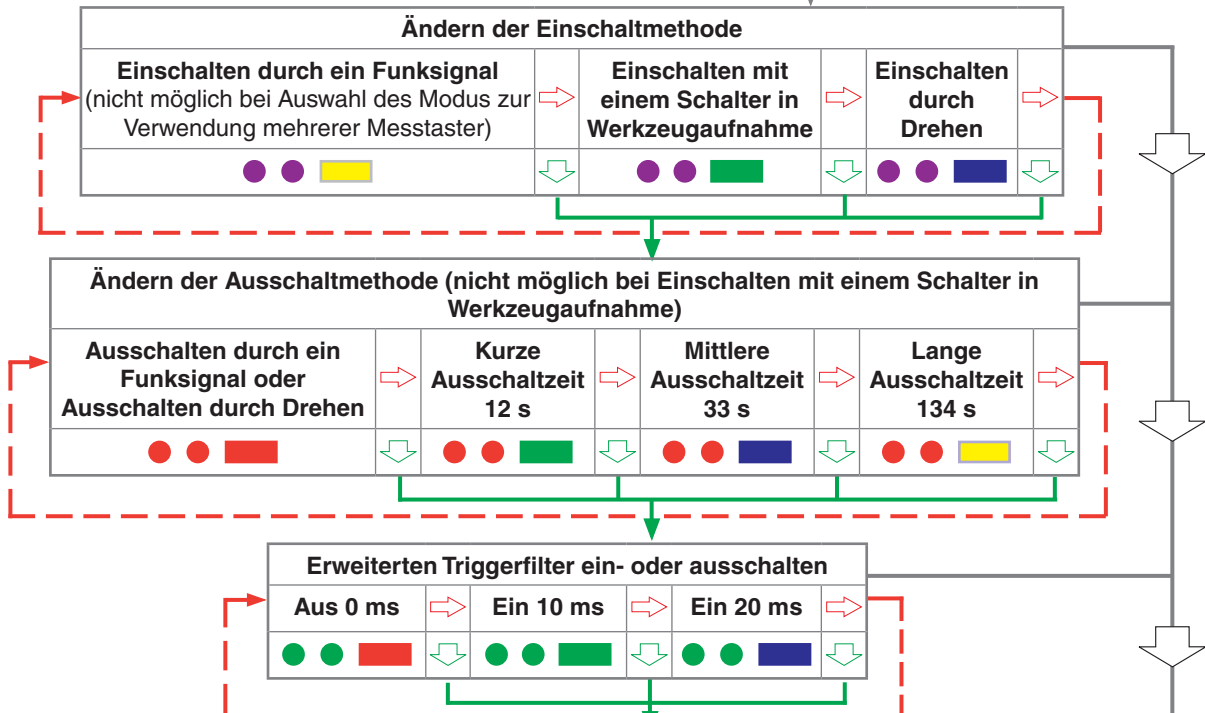 Ändern der Einschaltmethode
Einschalten durch ein Funksignal
(nicht möglich bei Auswahl des Modus zur
Verwendung mehrerer Messtaster)
Einschalten mit
einem Schalter in
Werkzeugaufnahme
Einschalten
durch
Drehen
Ändern der Ausschaltmethode (nicht möglich bei Einschalten mit einem Schalter in
Werkzeugaufnahme)
Ausschalten durch ein
Funksignal oder
Ausschalten durch Drehen
Kurze
Ausschaltzeit
12 s
Mittlere
Ausschaltzeit
33 s
Lange
Ausschaltzeit
134 s
Erweiterten Triggerfilter ein- oder ausschalten
Aus 0 ms
Ein 10 ms
Ein 20 ms